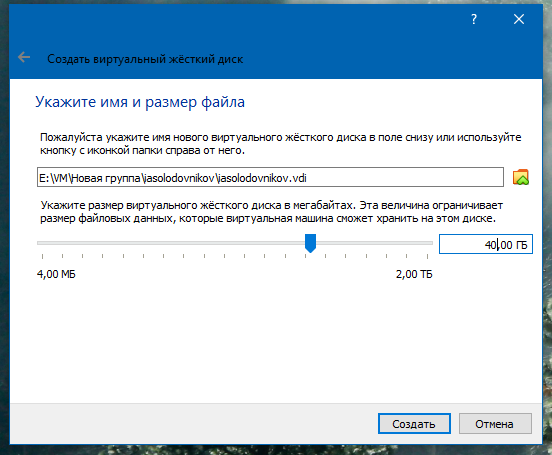 ?
Создать виртуальный жёсткий диск
Укажите имя и размер файла
Пожалуйста укажите имя нового виртуального жёсткого диска в поле снизу или используйте
кнопку с иконкой папки справа от него.
E:\VM\Новая группа\iasolodovnikov\iasolodovnikov.vdi
Укажите размер виртуального жёсткого диска в мегабайтах. Эта величина ограничивает
размер файловых данных, которые виртуальная машина сможет хранить на этом диске.
40,00 ГБ
4,00 МБ 2,00 ТБ
Создать Отмена